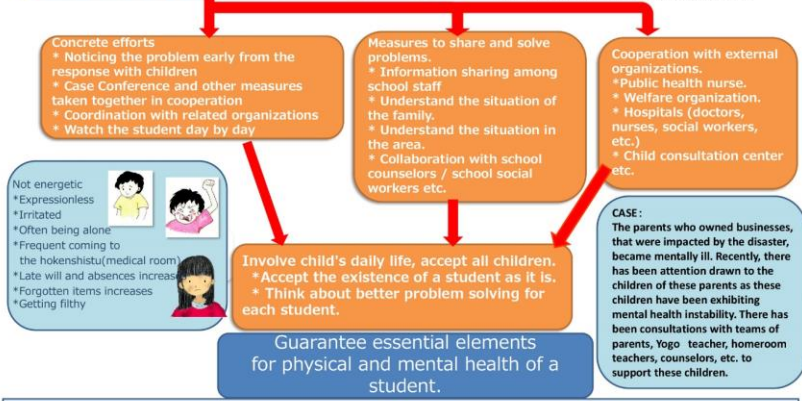 Concrete efforts
* Noticing the problem early from the
response with children
* Case Conference and other measures
taken together in cooperation
* Coordination with related organizations
* Watch the student day by day
Measures to share and solve
problems.
* Information sharing among
school staff
* Understand the situation of
the family.
* Understand the situation in
the area.
* Collaboration with school
counselors / school social
workers etc.
Cooperation with external
organizations.
*Public health nurse.
* Welfare organization.
* Hospitals (doctors,
nurses, social workers,
etc.)
* Child consultation center
etc.
Not energetic
*Expressionless
*Irritated
*Often being alone
*Frequent coming to
the hokenshistu(medical room)
*Late will and absences increase
*Forgotten items increases
*Getting filthy
Involve child's daily life, accept all children.
*Accept the existence of a student as it is.
* Think about better problem solving for
each student.
CASE:
The parents who owned businesses,
that were impacted by the disaster,
became mentally ill. Recently, there
has been attention drawn to the
children of these parents as these
children have been exhibiting
mental health instability. There has
been consultations with teams of
parents, Yogo teacher, homeroom
teachers, counselors, etc. to
support these children.
Guarantee essential elements
for physical and mental health of a
student.